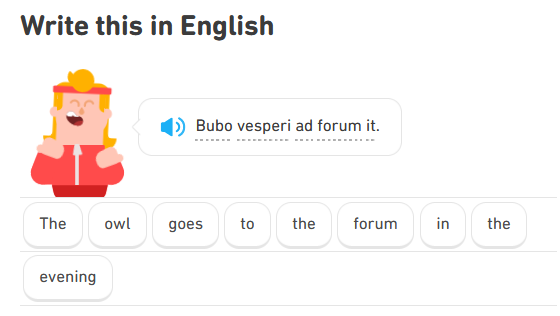 Write this in English
Bubo vesperi ad forum it.
The owl goes to the forum in the
evening